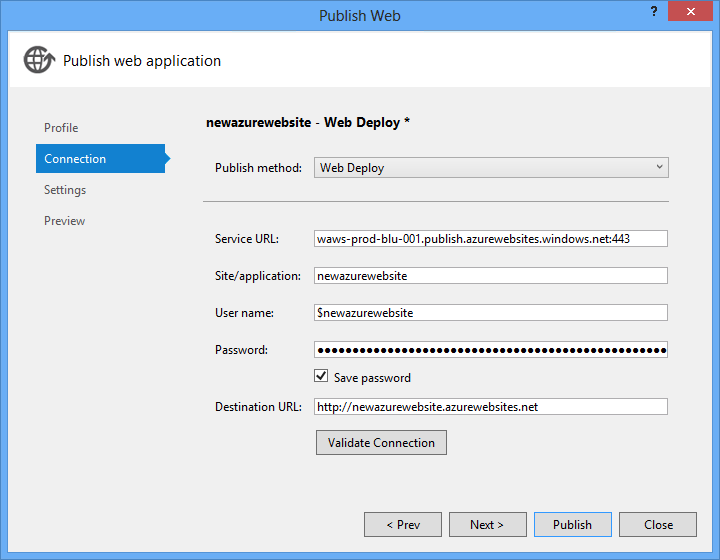 Publish Web
?
Publish web application
Profile
Connection
Settings
Preview
newazurewebsite - Web Deploy *
Publish method: Web Deploy
Service URL: waws-prod-blu-001.publish.azurewebsites.windows.net:443
Site/application: newazurewebsite
User name: $newazurewebsite
Password: ●●●●●●●●●●●●●●●●●●●●●●●●●●●●●●●●●●●●●●●●●●●●●●●●●●
Save password
Destination URL: http://newazurewebsite.azurewebsites.net
Validate Connection
< Prev
Next >
Publish
Close